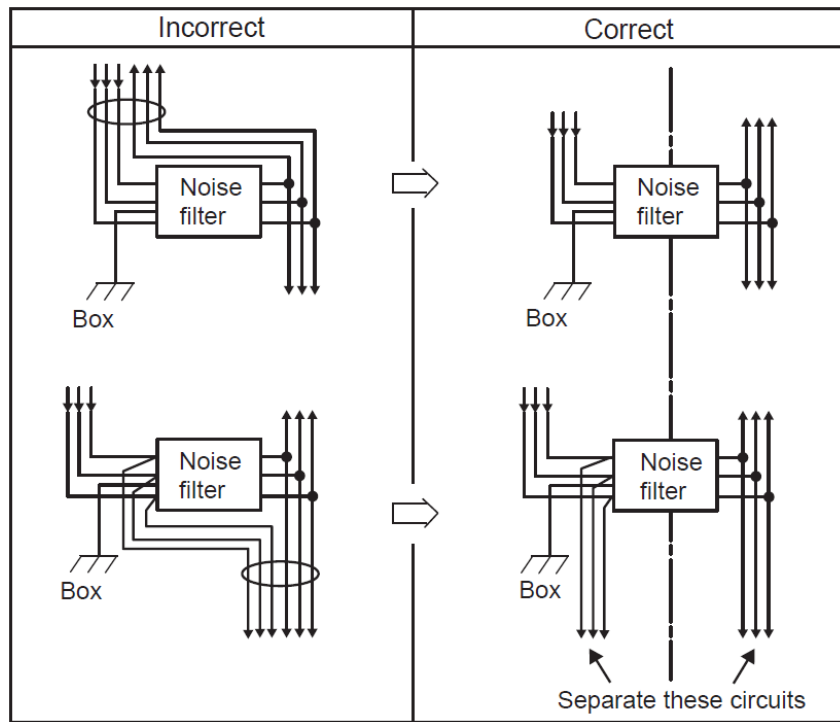 Incorrect
Correct
Noise
filter
Box
Noise
filter
Box
Noise
filter
Box
Noise
filter
Box
Separate these circuits